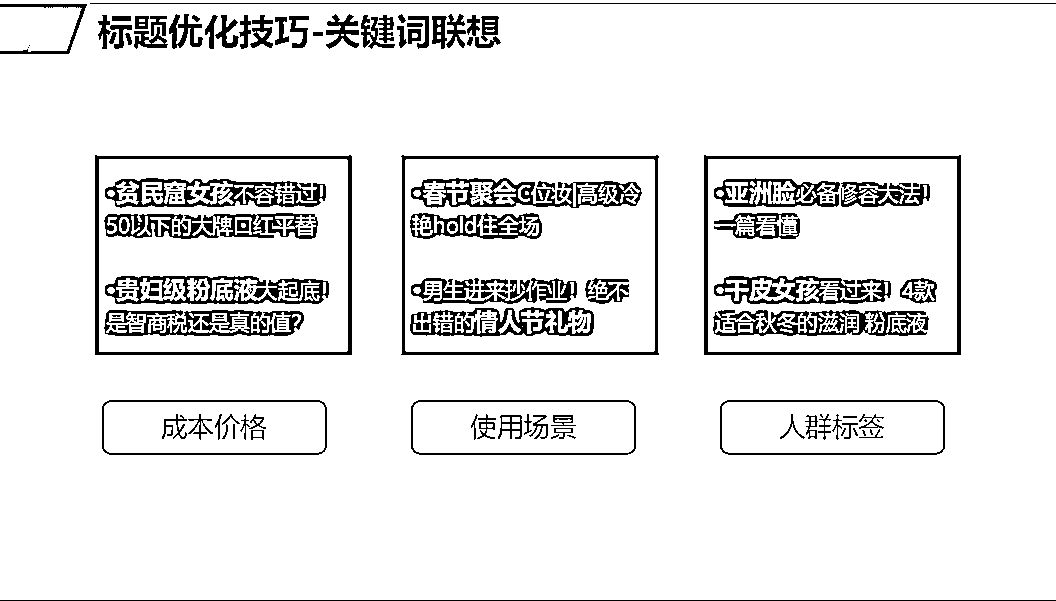 标题优化技巧-关键词联想
•贫民窟女孩不容错过!
50以下的大牌口红平替
•贵妇级粉底液大起底!
是智商税还是真的值?
•春节聚会C位妆|高级冷
艳hold住全场
•男生进来抄作业!绝不
出错的情人节礼物
•亚洲脸必备修容大法!
一篇看懂
•干皮女孩看过来!4款
适合秋冬的滋润 粉底液
成本价格
使用场景
人群标签